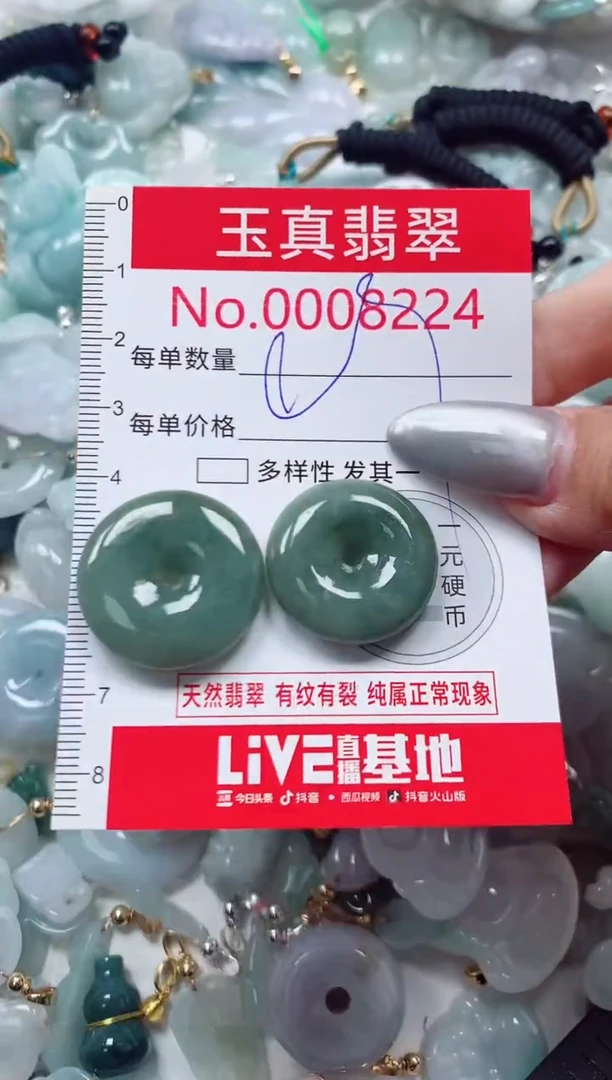 0
玉真翡翠
1
No.0008224
2
每单数量
3
每单价格
4
多样性 发其一
一元硬币
7
天然翡翠 有纹有裂 纯属正常现象
8
LiVE直播基地
今日头条 抖音 西瓜视频 抖音火山版